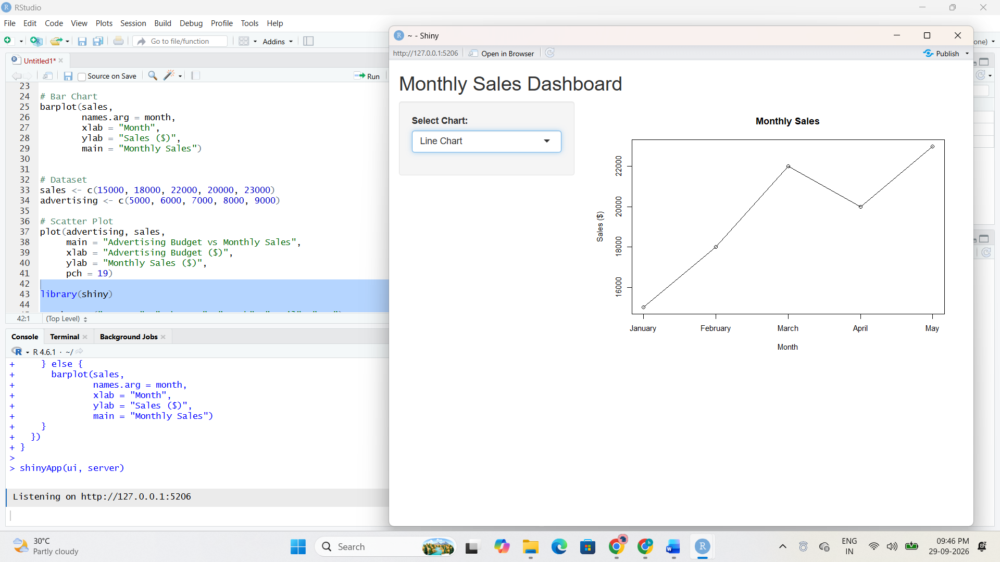 RStudio
File Edit Code View Plots Session Build Debug Profile Tools Help
Go to file/function
Addins
Untitled1*
Source on Save
Run
23
24 # Bar Chart
25 barplot(sales,
26 names.arg = month,
27 xlab = "Month",
28 ylab = "Sales ($)",
29 main = "Monthly Sales")
30
31
32 # Dataset
33 sales <- c(15000, 18000, 22000, 20000, 23000)
34 advertising <- c(5000, 6000, 7000, 8000, 9000)
35
36 # Scatter Plot
37 plot(advertising, sales,
38 main = "Advertising Budget vs Monthly Sales",
39 xlab = "Advertising Budget ($)",
40 ylab = "Monthly Sales ($)",
41 pch = 19)
42
43 library(shiny)
44
42:1 (Top Level)
Console Terminal Background Jobs
R 4.6.1 · ~/
+ } else {
+ barplot(sales,
+ names.arg = month,
+ xlab = "Month",
+ ylab = "Sales ($)",
+ main = "Monthly Sales")
+ }
+ })
+ }
>
> shinyApp(ui, server)
Listening on http://127.0.0.1:5206
~ - Shiny
http://127.0.0.1:5206
Open in Browser
Publish
Monthly Sales Dashboard
Select Chart:
Line Chart
Monthly Sales
Sales ($)
22000
20000
18000
16000
January February March April May
Month
30°C
Partly cloudy
Search
ENG
IN
09:46 PM
29-09-2026